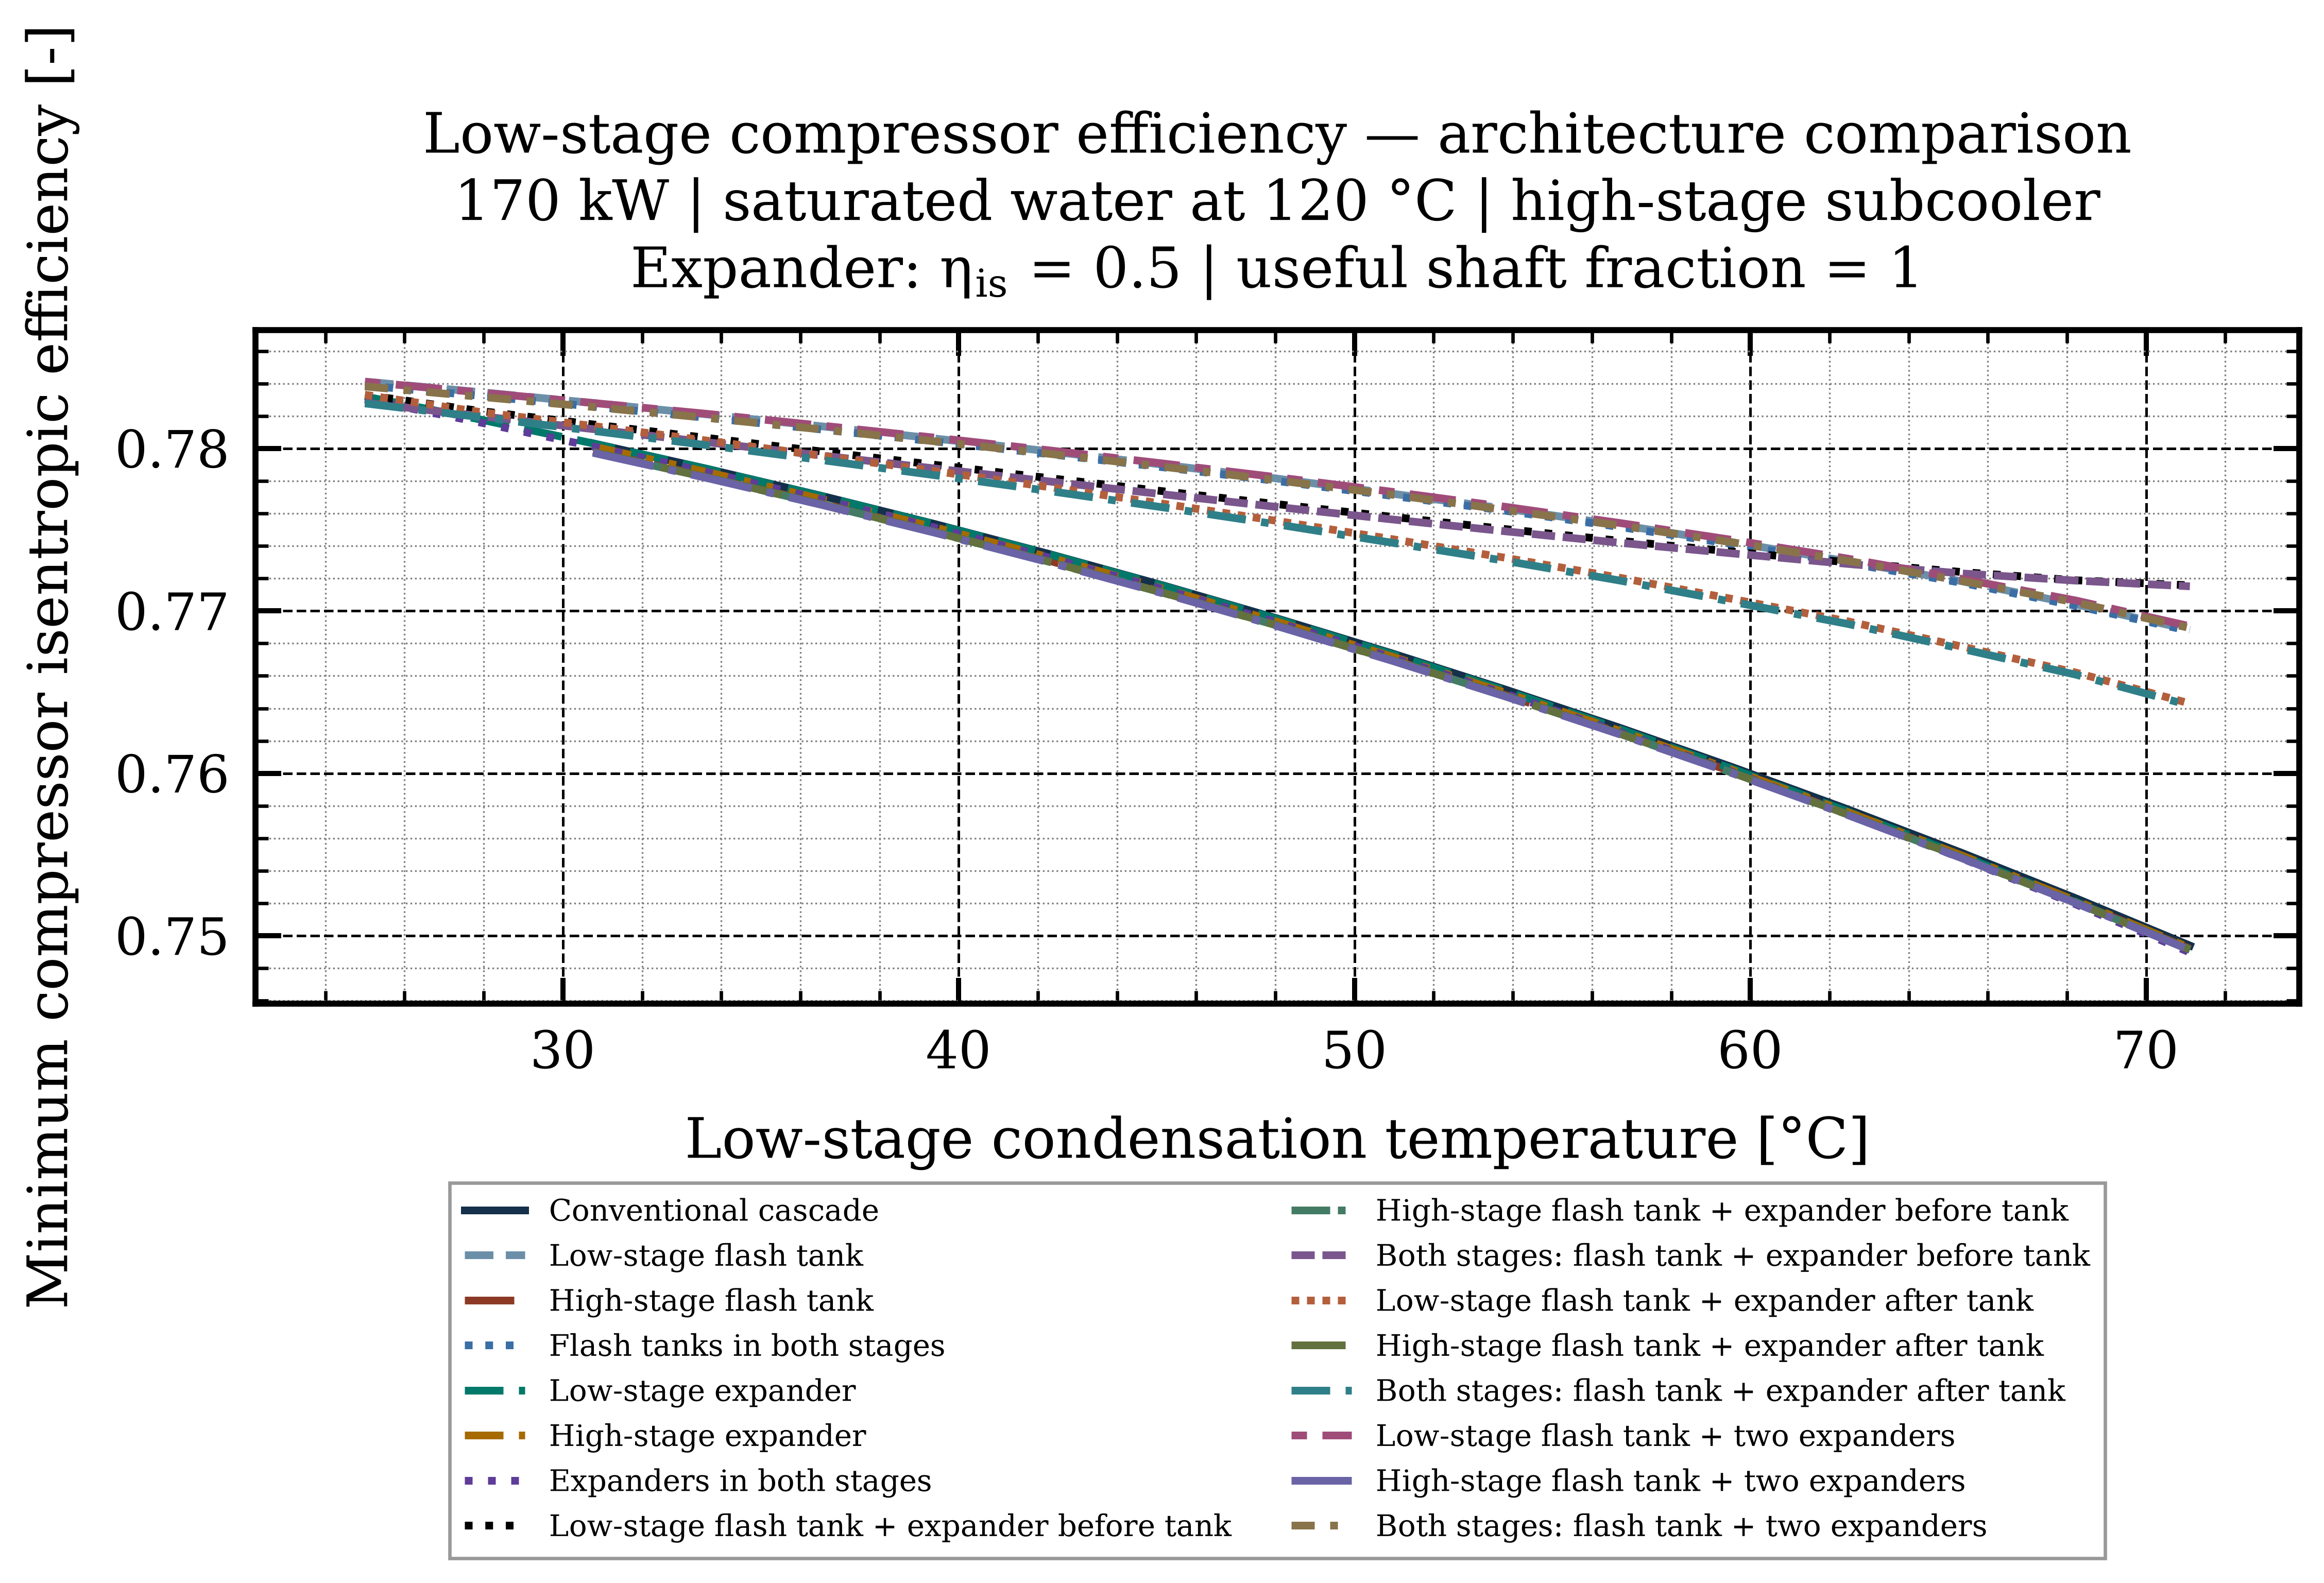 Low-stage compressor efficiency — architecture comparison
170 kW | saturated water at 120 °C | high-stage subcooler
Expander: ηis = 0.5 | useful shaft fraction = 1
Minimum compressor isentropic efficiency [-]
0.78
0.77
0.76
0.75
30 40 50 60 70
Low-stage condensation temperature [°C]
Conventional cascade
Low-stage flash tank
High-stage flash tank
Flash tanks in both stages
Low-stage expander
High-stage expander
Expanders in both stages
Low-stage flash tank + expander before tank
High-stage flash tank + expander before tank
Both stages: flash tank + expander before tank
Low-stage flash tank + expander after tank
High-stage flash tank + expander after tank
Both stages: flash tank + expander after tank
Low-stage flash tank + two expanders
High-stage flash tank + two expanders
Both stages: flash tank + two expanders